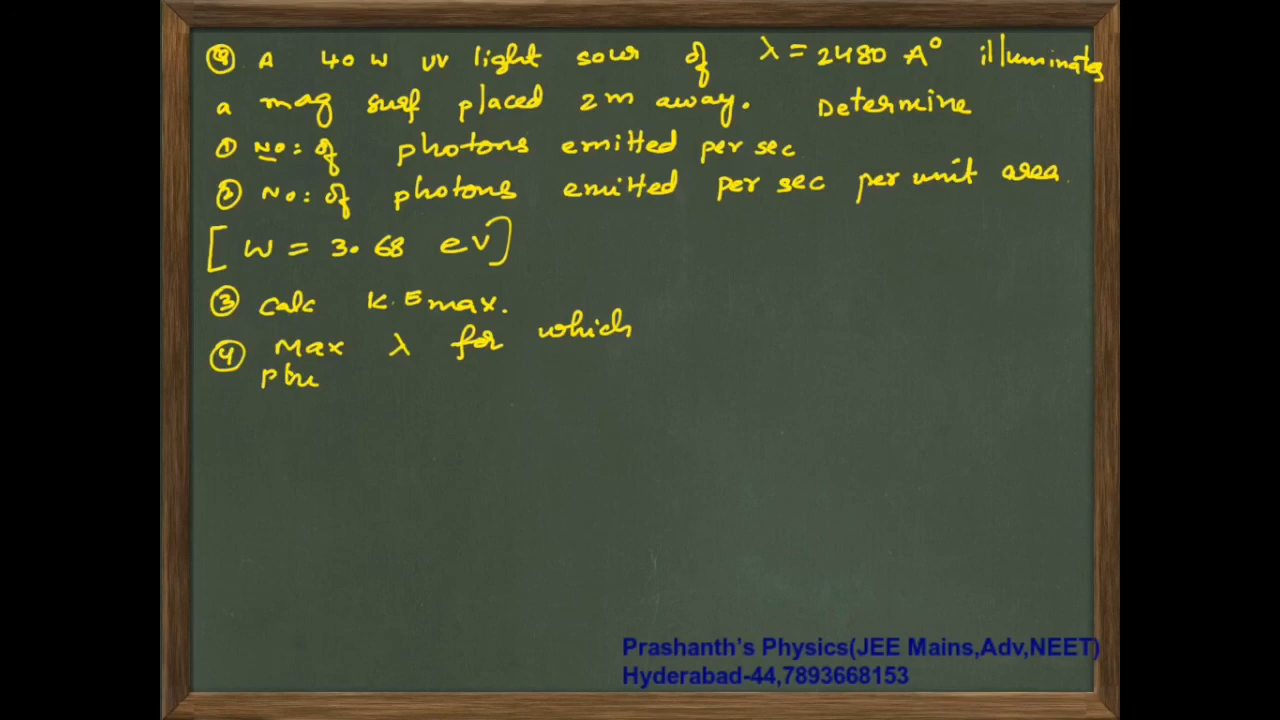 Q A 40 W UV light sour of λ = 2480 A° illuminates
a mag surf placed 2m away. Determine
① No: of photons emitted per sec
② No: of photons emitted per sec per unit area.
[W = 3.68 eV]
③ calc K.Emax.
④ Max λ for which
Prashanth's Physics(JEE Mains,Adv,NEET)
Hyderabad-44,7893668153